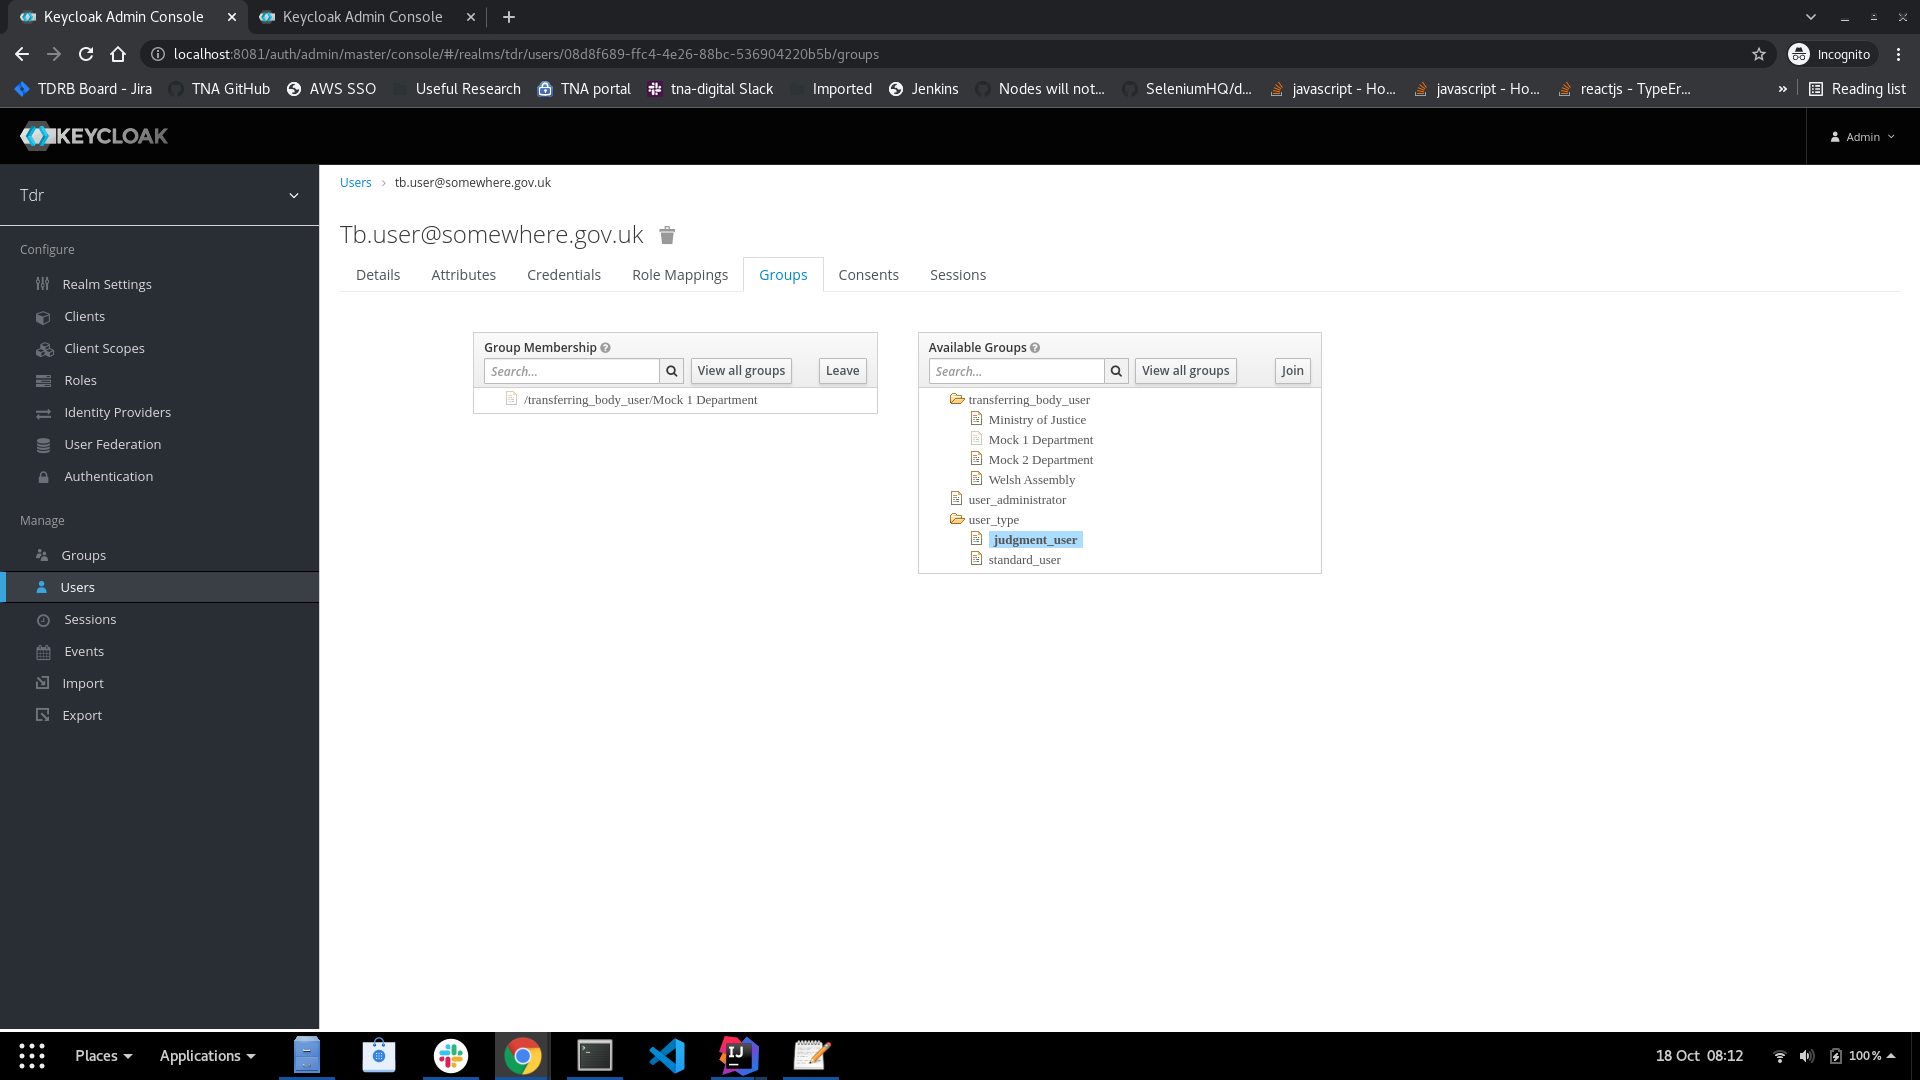 Keycloak Admin Console
Keycloak Admin Console
localhost:8081/auth/admin/master/console/#/realms/tdr/users/08d8f689-ffc4-4e26-88bc-536904220b5b/groups
Incognito
TDRB Board - Jira
TNA GitHub
AWS SSO
Useful Research
TNA portal
tna-digital Slack
Imported
Jenkins
Nodes will not...
SeleniumHQ/d...
javascript - Ho...
javascript - Ho...
reactjs - TypeEr...
»
Reading list
KEYCLOAK
Admin
Tdr
Configure
Realm Settings
Clients
Client Scopes
Roles
Identity Providers
User Federation
Authentication
Manage
Groups
Users
Sessions
Events
Import
Export
Users > tb.user@somewhere.gov.uk
Tb.user@somewhere.gov.uk
Details
Attributes
Credentials
Role Mappings
Groups
Consents
Sessions
Group Membership ?
Search...
View all groups
Leave
/transferring_body_user/Mock 1 Department
Available Groups ?
Search...
View all groups
Join
transferring_body_user
Ministry of Justice
Mock 1 Department
Mock 2 Department
Welsh Assembly
user_administrator
user_type
judgment_user
standard_user
Places
Applications
IJ
18 Oct 08:12
100 %